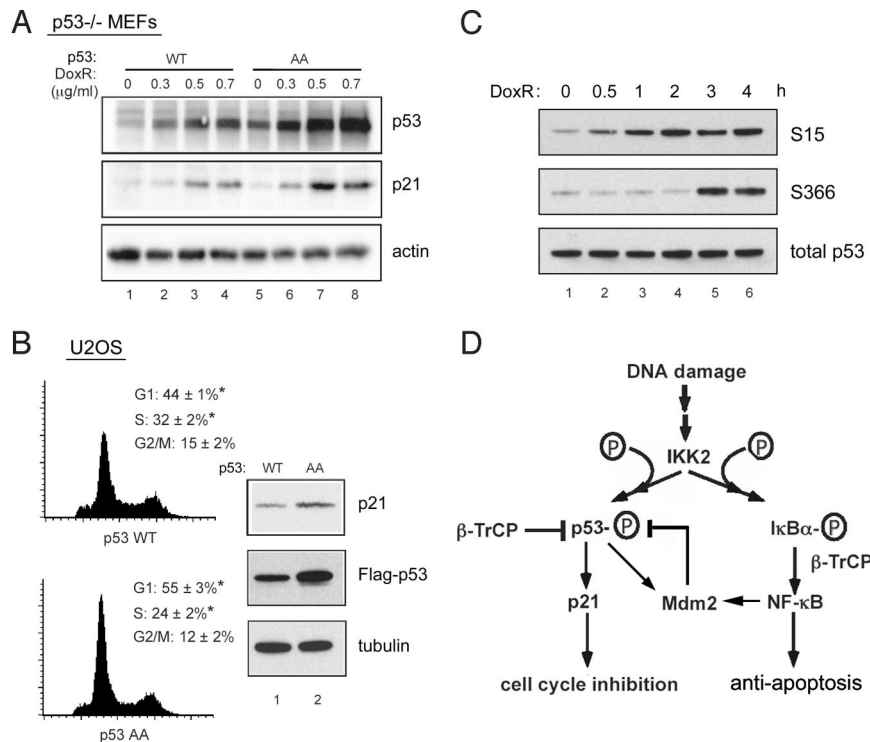 A p53-/- MEFs
p53: WT AA
DoxR: 0 0.3 0.5 0.7 0 0.3 0.5 0.7
(μg/ml)
p53
p21
actin
1 2 3 4 5 6 7 8
B U2OS
G1: 44 ± 1%*
S: 32 ± 2%*
G2/M: 15 ± 2%
p53 WT
G1: 55 ± 3%*
S: 24 ± 2%*
G2/M: 12 ± 2%
p53 AA
p53: WT AA
p21
Flag-p53
tubulin
1 2
C
DoxR: 0 0.5 1 2 3 4 h
S15
S366
total p53
1 2 3 4 5 6
D
DNA damage
P IKK2 P
β-TrCP p53- P IκBα- P
β-TrCP
p21 Mdm2 NF-κB
cell cycle inhibition anti-apoptosis